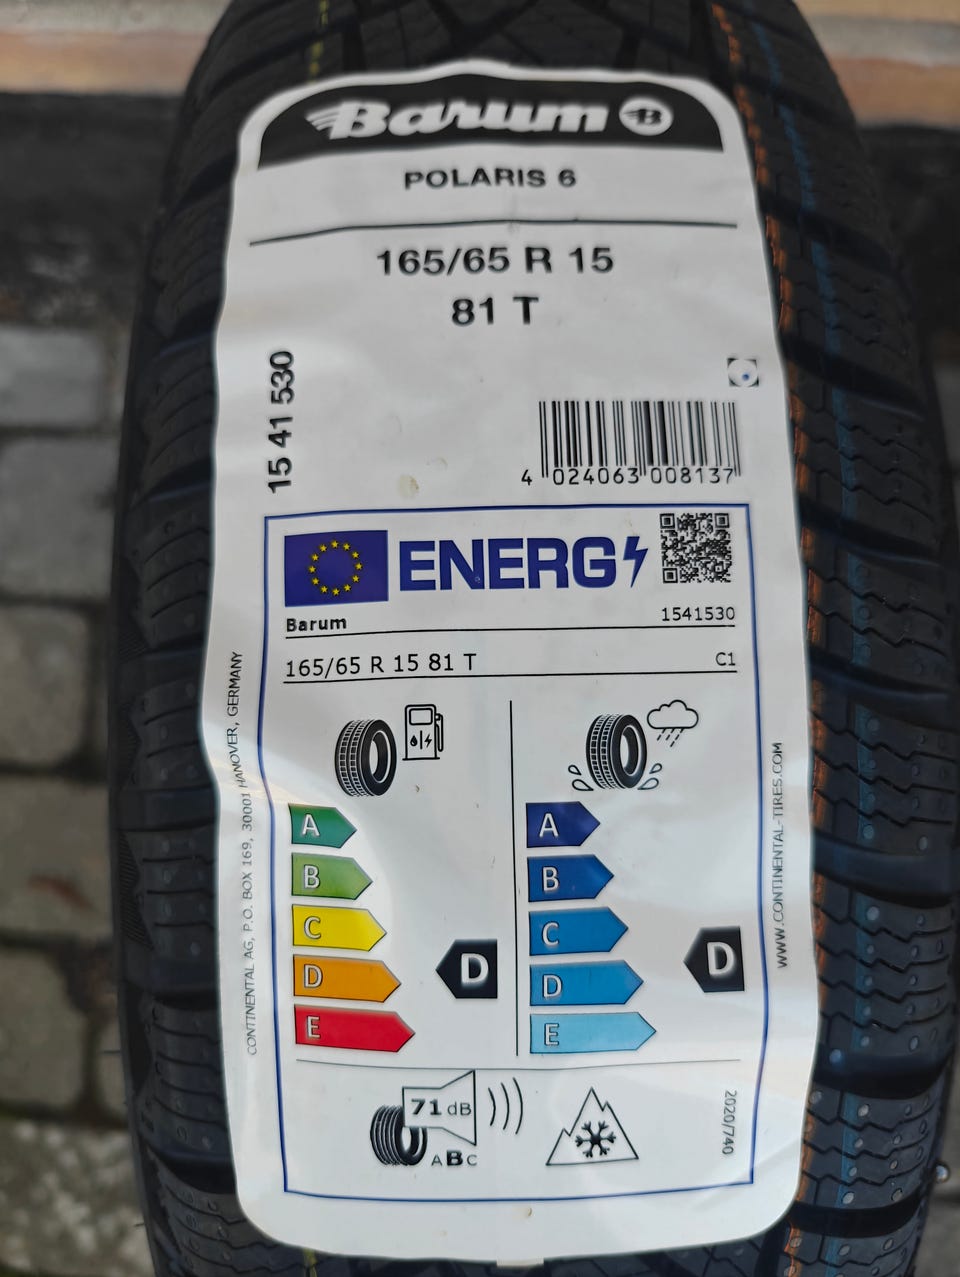 Barum B
POLARIS 6
165/65 R 15
81 T
15 41 530
4 024063 008137
ENERG
Barum
1541530
165/65 R 15 81 T
C1
A
B
C
D
E
D
A
B
C
D
E
D
71 dB
ABC
2020/740
CONTINENTAL AG, P.O. BOX 169, 30001 HANOVER, GERMANY
WWW.CONTINENTAL-TIRES.COM